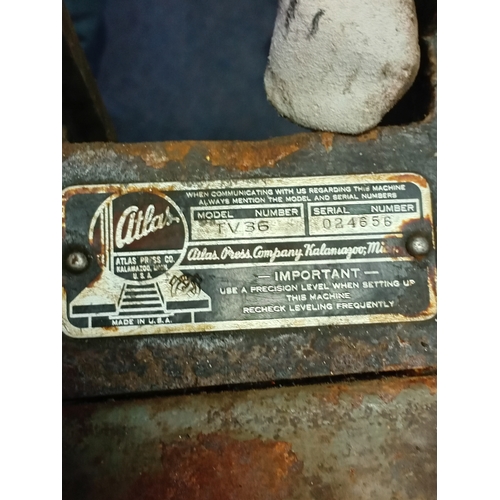 WHEN COMMUNICATING WITH US REGARDING THIS MACHINE
ALWAYS MENTION THE MODEL AND SERIAL NUMBERS
MODEL NUMBER SERIAL NUMBER
TV36 024656
Atlas
ATLAS PRESS CO.
KALAMAZOO, MICH.
U.S.A.
Atlas Press Company, Kalamazoo, Mich
— IMPORTANT —
USE A PRECISION LEVEL WHEN SETTING UP
THIS MACHINE
RECHECK LEVELING FREQUENTLY
MADE IN U.S.A.